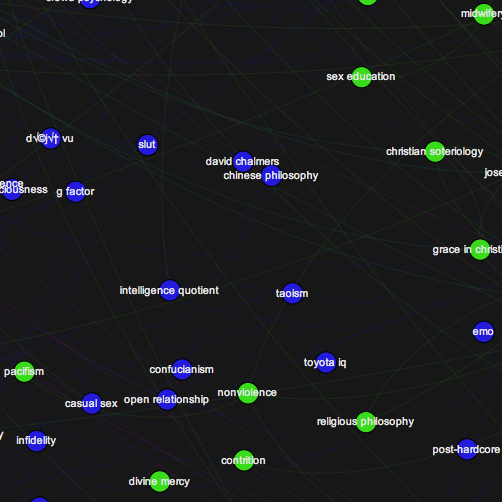 crowd psychology
midwifery
ol
sex education
d√©j√† vu
slut
christian soteriology
david chalmers
chinese philosophy
jose
ence
ciousness
g factor
grace in christi
intelligence quotient
taoism
emo
toyota iq
pacifism
confucianism
nonviolence
casual sex
open relationship
religious philosophy
y
infidelity
post-hardcore
contrition
divine mercy